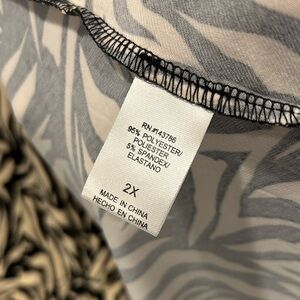 RN#143786
95% POLYESTER/
POLIESTER
5% SPANDEX/
ELASTANO
2X
MADE IN CHINA
HECHO EN CHINA